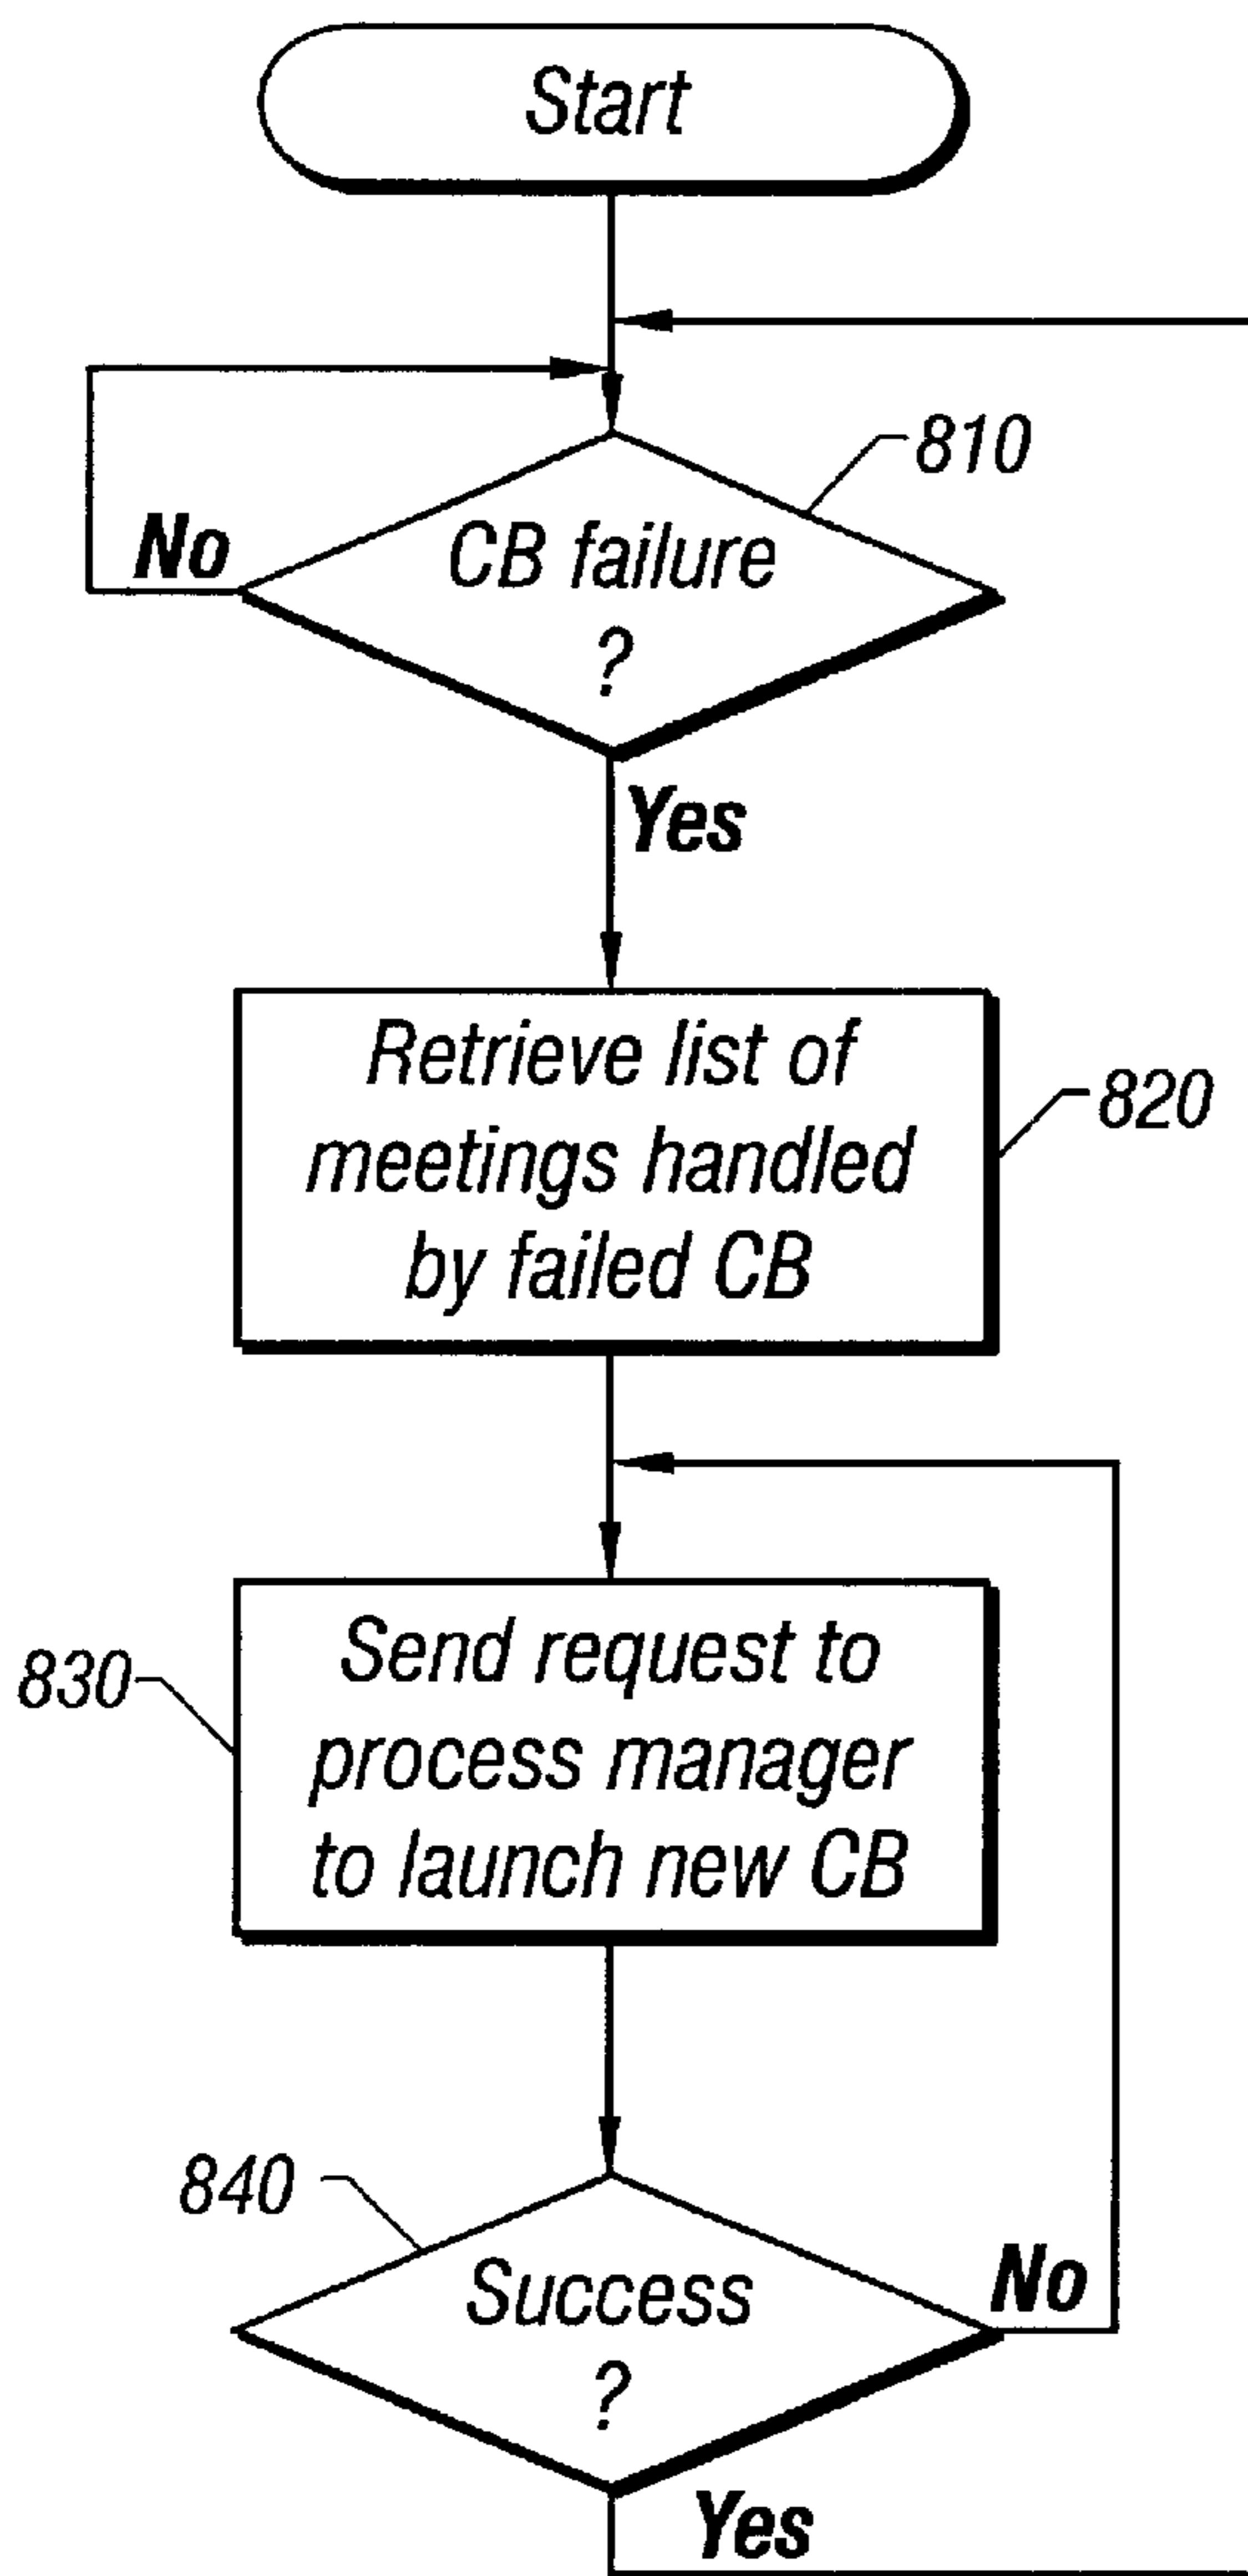 Start
810
CB failure
?
No
Yes
Retrieve list of
meetings handled
by failed CB
820
Send request to
process manager
to launch new CB
830
840
Success
?
No
Yes